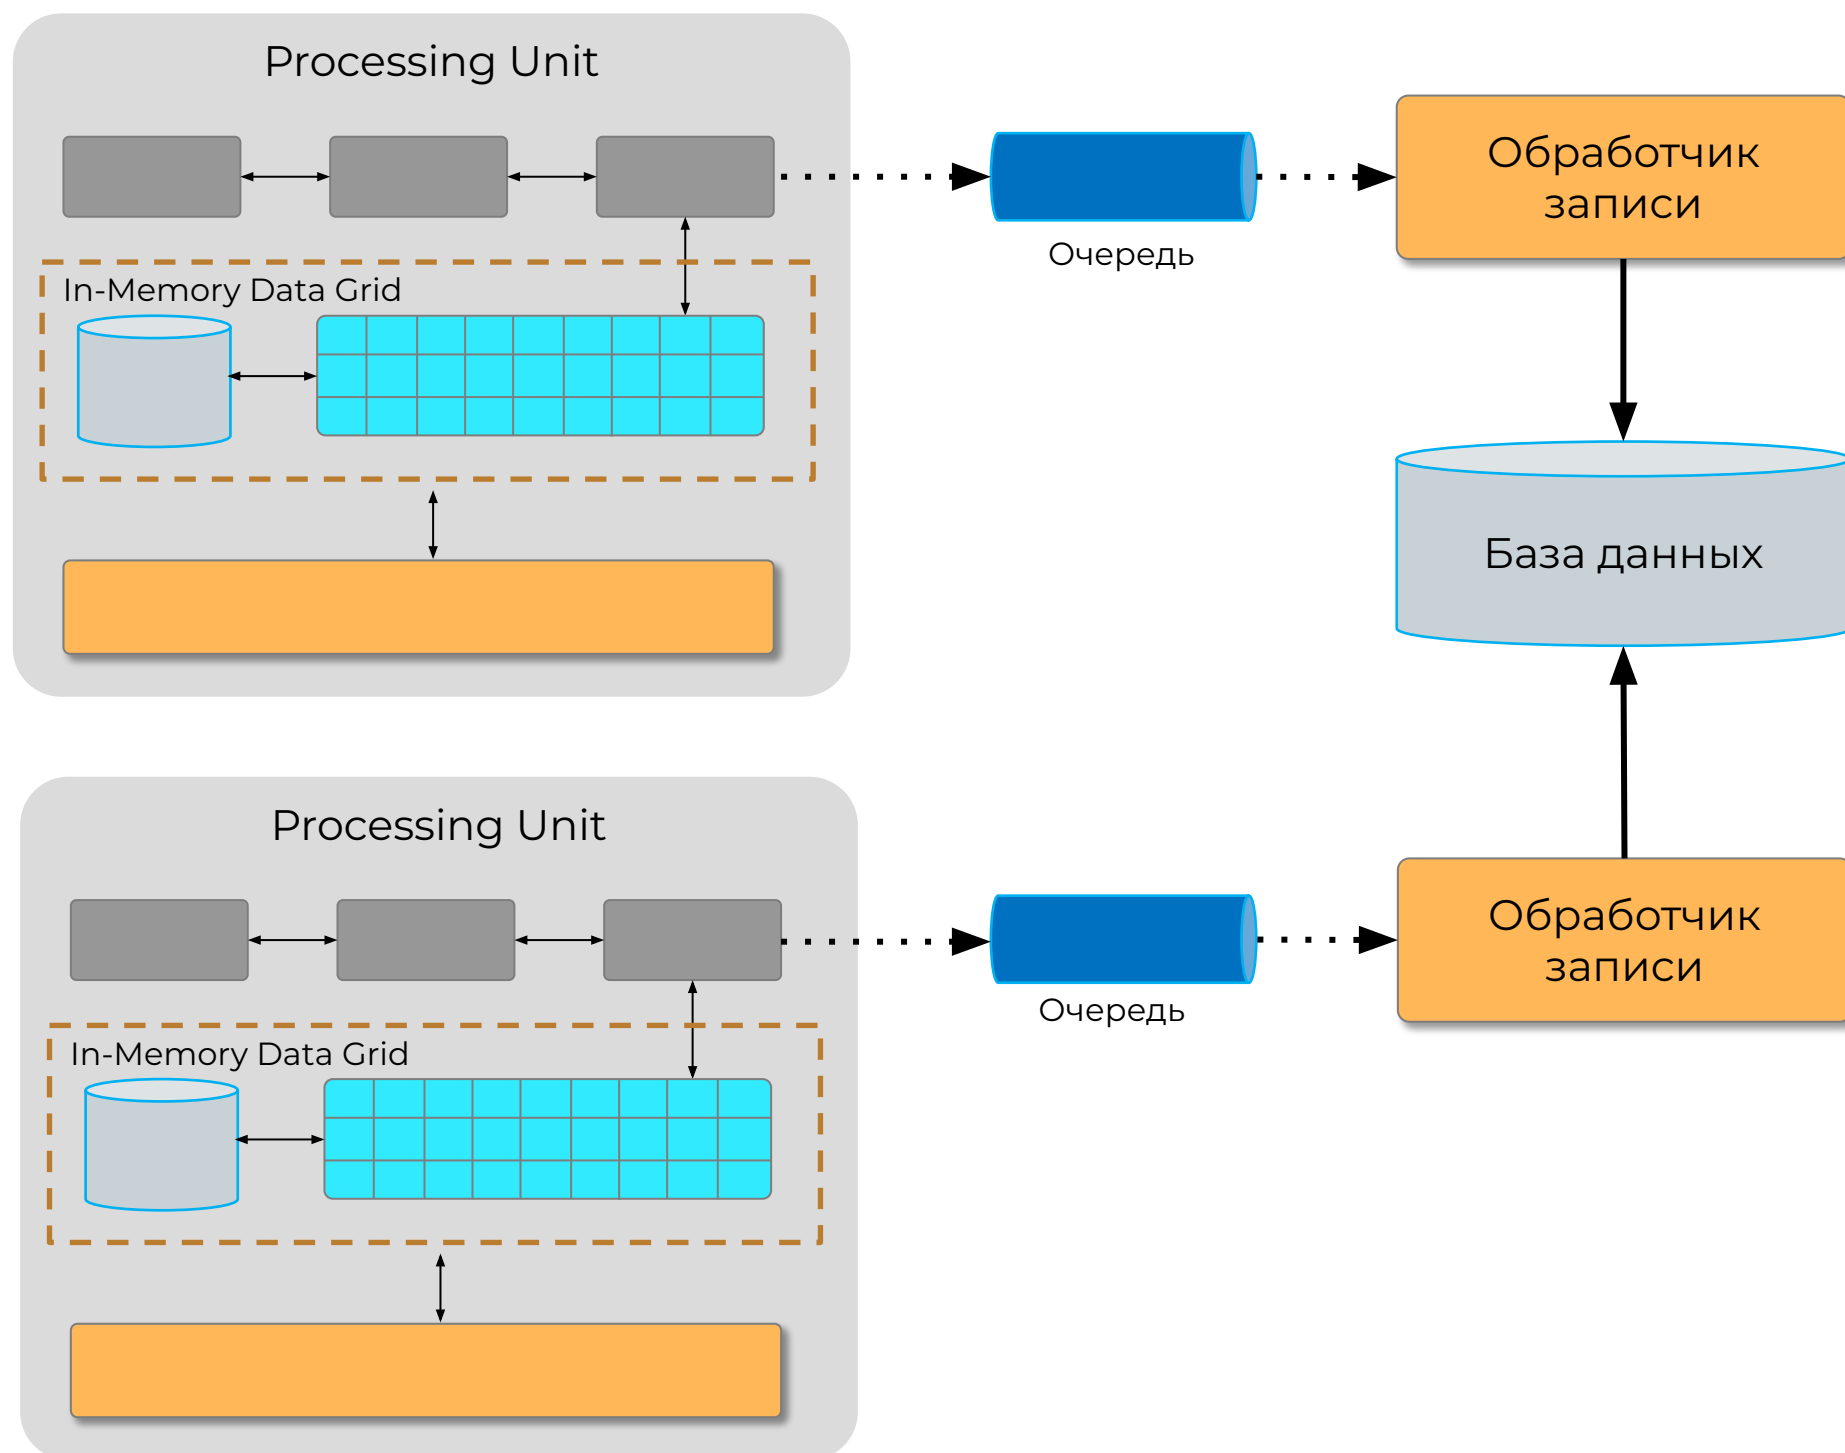 Processing Unit
Обработчик
записи
Очередь
In-Memory Data Grid
База данных
Processing Unit
Обработчик
записи
Очередь
In-Memory Data Grid